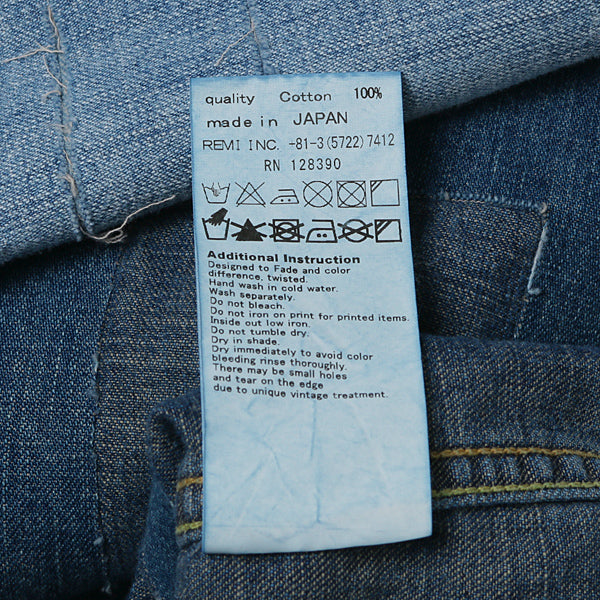 quality Cotton 100%
made in JAPAN
REMI INC. +81-3(5722)7412
RN 128390
Additional Instruction
Designed to Fade and color
difference, twisted.
Hand wash in cold water.
Wash separately.
Do not bleach.
Do not iron on print for printed items.
Inside out low iron.
Do not tumble dry.
Dry in shade.
Dry immediately to avoid color
bleeding rinse thoroughly.
There may be small holes
and tear on the edge
due to unique vintage treatment.